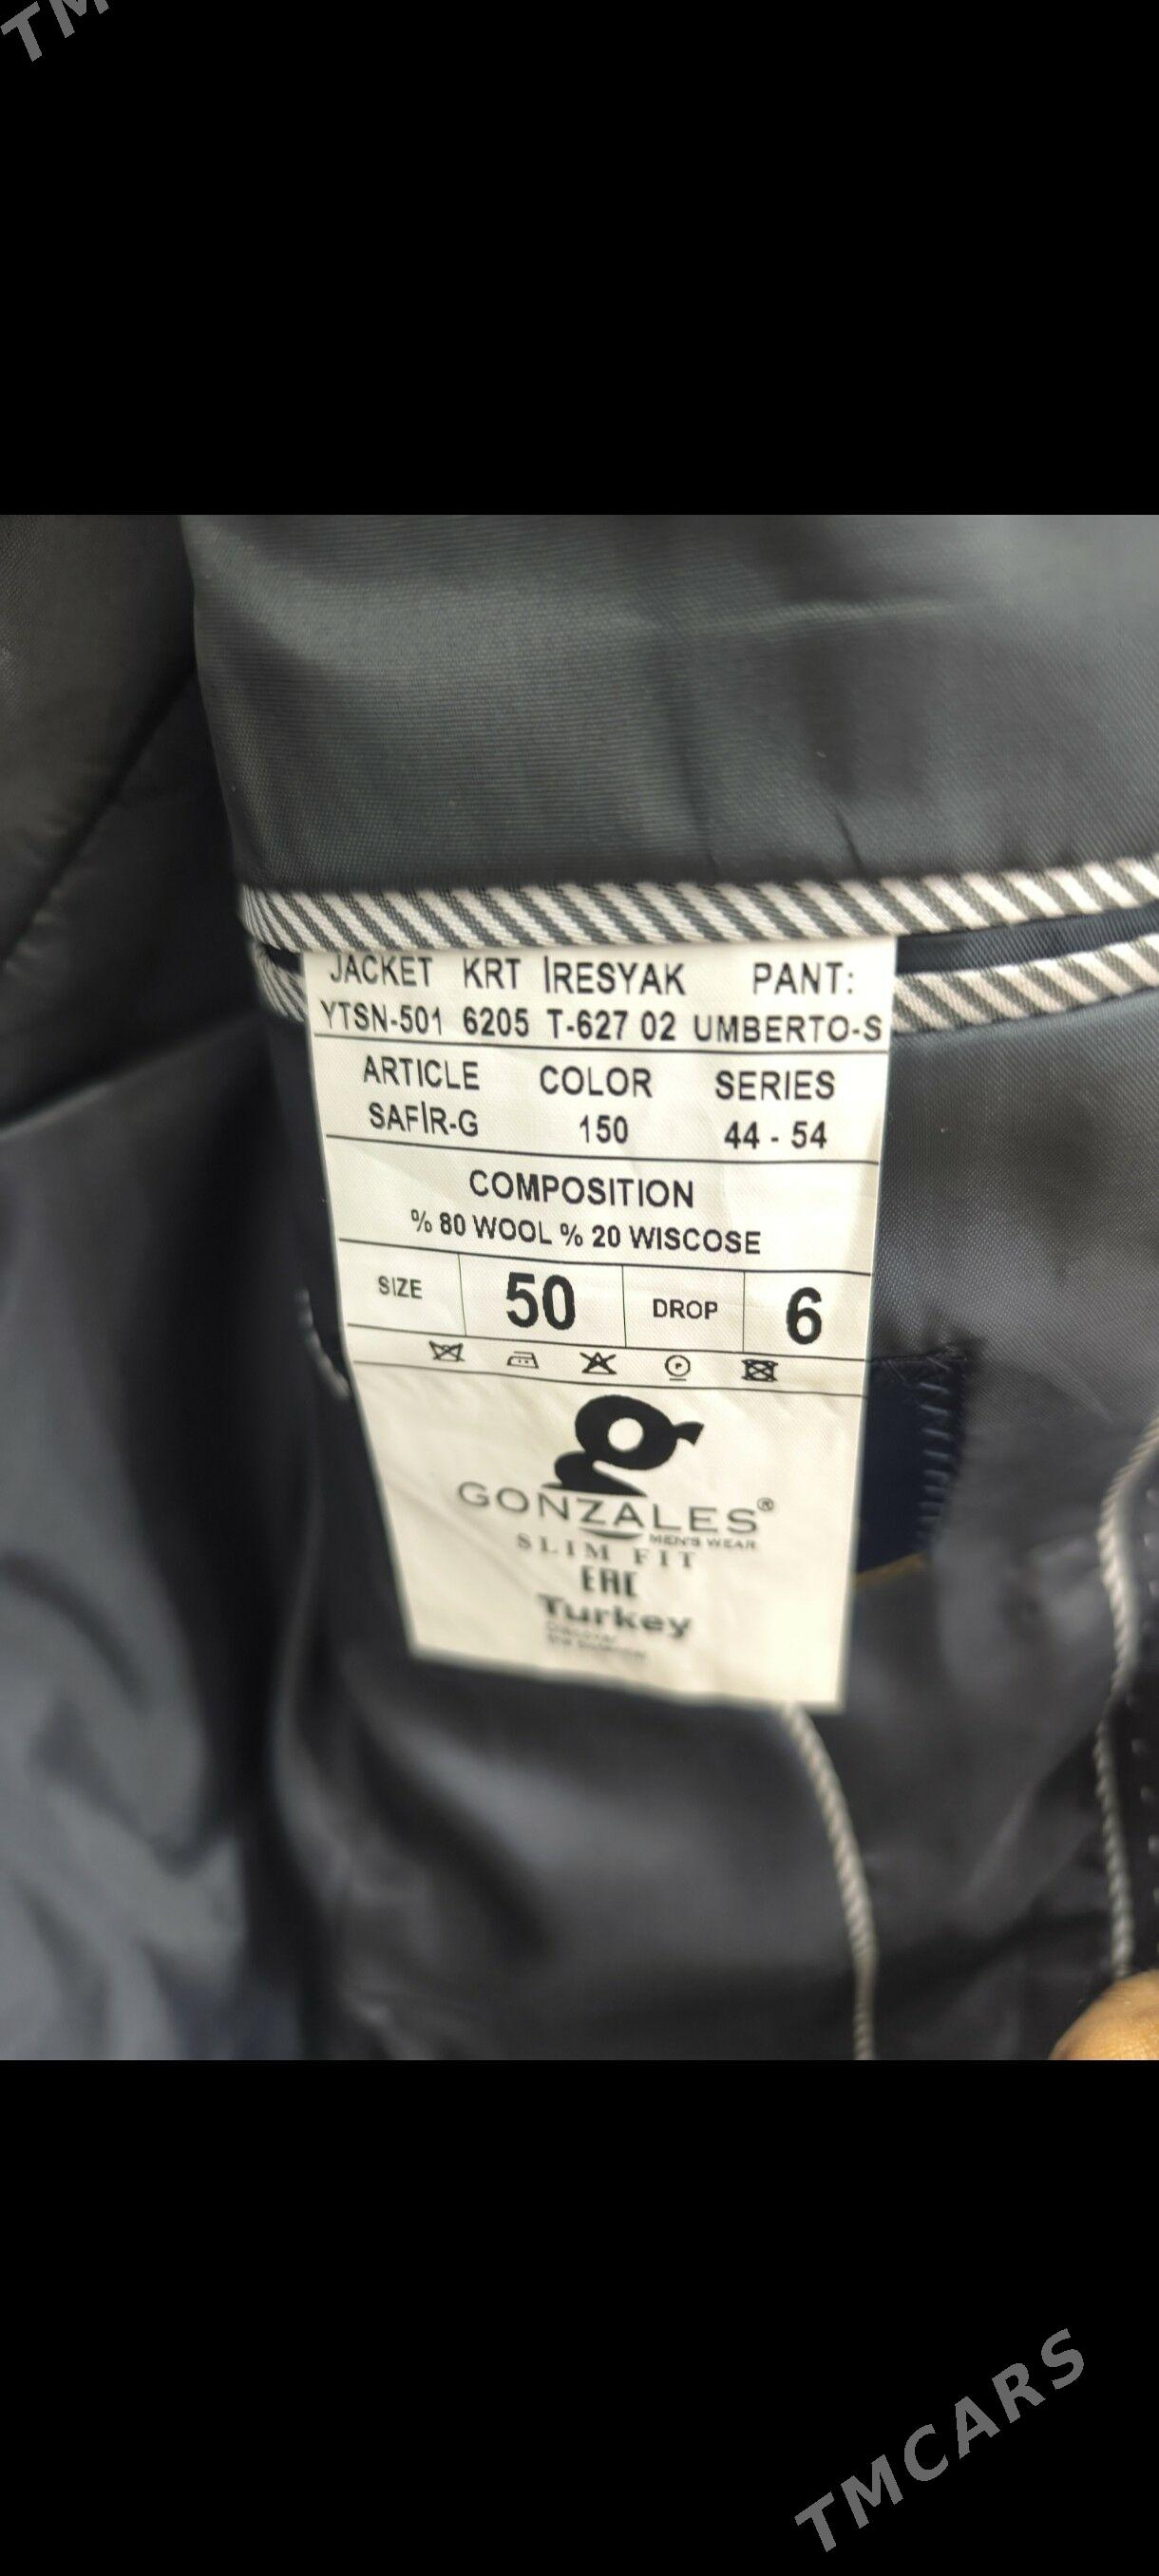 TM
JACKET KRT İRESYAK PANT:
YTSN-501 6205 T-627 02 UMBERTO-S
ARTICLE COLOR SERIES
SAFİR-G 150 44 - 54
COMPOSITION
% 80 WOOL % 20 WISCOSE
SIZE 50 DROP 6
P
g
GONZALES®
MEN'S WEAR
SLIM FIT
EAC
Turkey
TMCARS